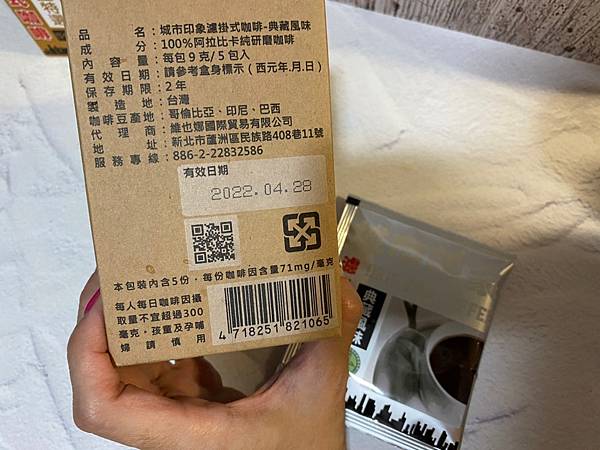 品名:城市印象濾掛式咖啡-典藏風味
成分:100%阿拉比卡純研磨咖啡
內容量:每包9克/5包入
有效日期:請參考盒身標示(西元年.月.日)
保存期限:2年
製造地:台灣
咖啡豆產地:哥倫比亞、印尼、巴西
代理商:維也娜國際貿易有限公司
地址:新北市蘆洲區民族路408巷11號
服務專線:886-2-22832586
有效日期
2022.04.28
本包裝內含5份,每份咖啡因含量71mg/毫克
每人每日咖啡因攝
取量不宜超過300
毫克,孩童及孕哺
婦請慎用
4 718251 821065
典藏風味